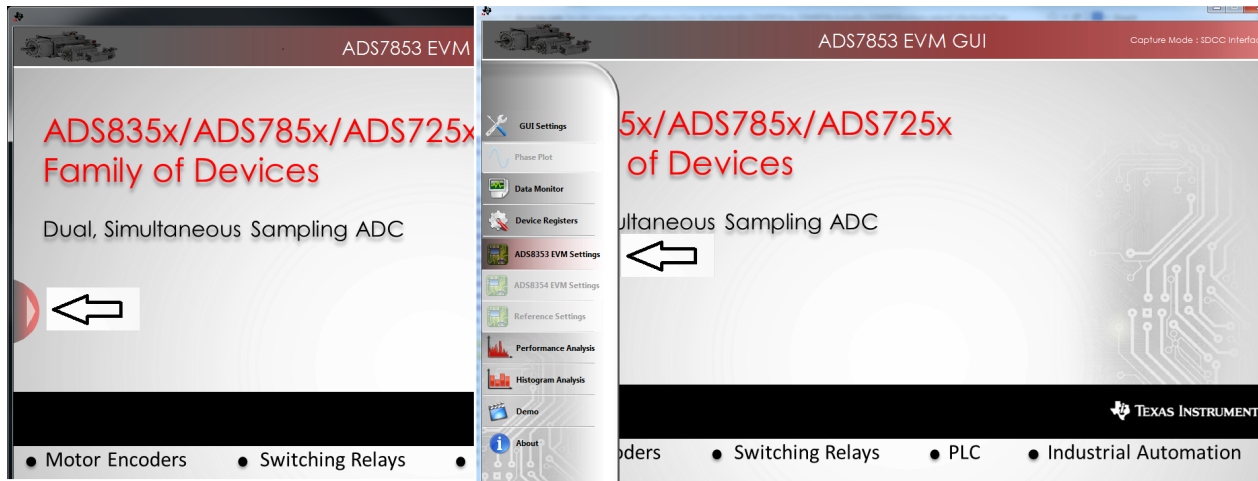 ADS7853 EVM
ADS835x/ADS785x/ADS725x
Family of Devices
Dual, Simultaneous Sampling ADC
● Motor Encoders ● Switching Relays ●
ADS7853 EVM GUI
Capture Mode : SDCC Interfac
GUI Settings
Phase Plot
Data Monitor
Device Registers
ADS8353 EVM Settings
ADS8354 EVM Settings
Reference Settings
Performance Analysis
Histogram Analysis
Demo
About
5x/ADS785x/ADS725x
of Devices
ultaneous Sampling ADC
TEXAS INSTRUMENT
oders ● Switching Relays ● PLC ● Industrial Automation